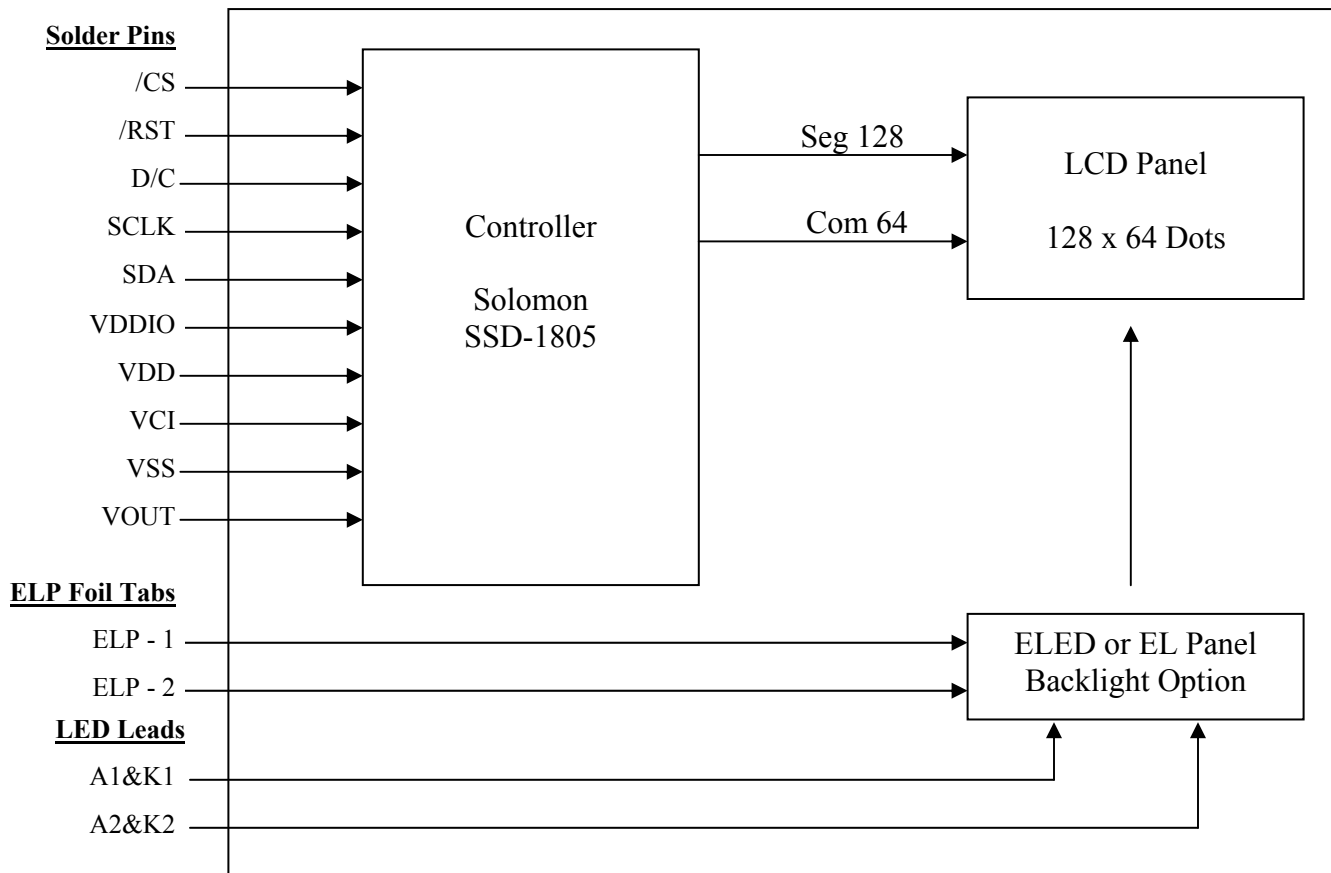 Solder Pins
/CS
/RST
D/C
SCLK
SDA
VDDIO
VDD
VCI
VSS
VOUT
Controller
Solomon
SSD-1805
Seg 128
Com 64
LCD Panel
128 x 64 Dots
ELP Foil Tabs
ELP - 1
ELP - 2
LED Leads
A1&K1
A2&K2
ELED or EL Panel
Backlight Option